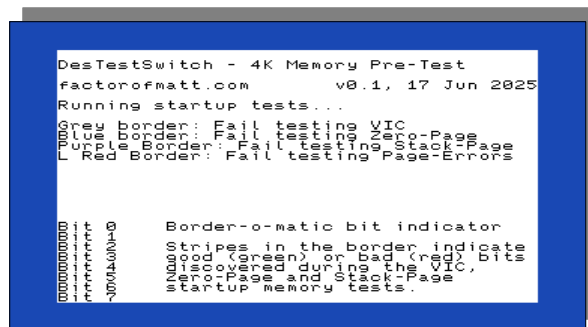 DesTestSwitch - 4K Memory Pre-Test
factorofmatt.com v0.1, 17 Jun 2025
Running startup tests...
Grey border: Fail testing VIC
Blue border: Fail testing Zero-Page
Purple Border: Fail testing Stack-Page
L Red Border: Fail testing Page-Errors
Bit 0 Border-o-matic bit indicator
Bit 1
Bit 2 Stripes in the border indicate
Bit 3 good (green) or bad (red) bits
Bit 4 discovered during the VIC,
Bit 5 Zero-Page and Stack-Page
Bit 6 startup memory tests.
Bit 7